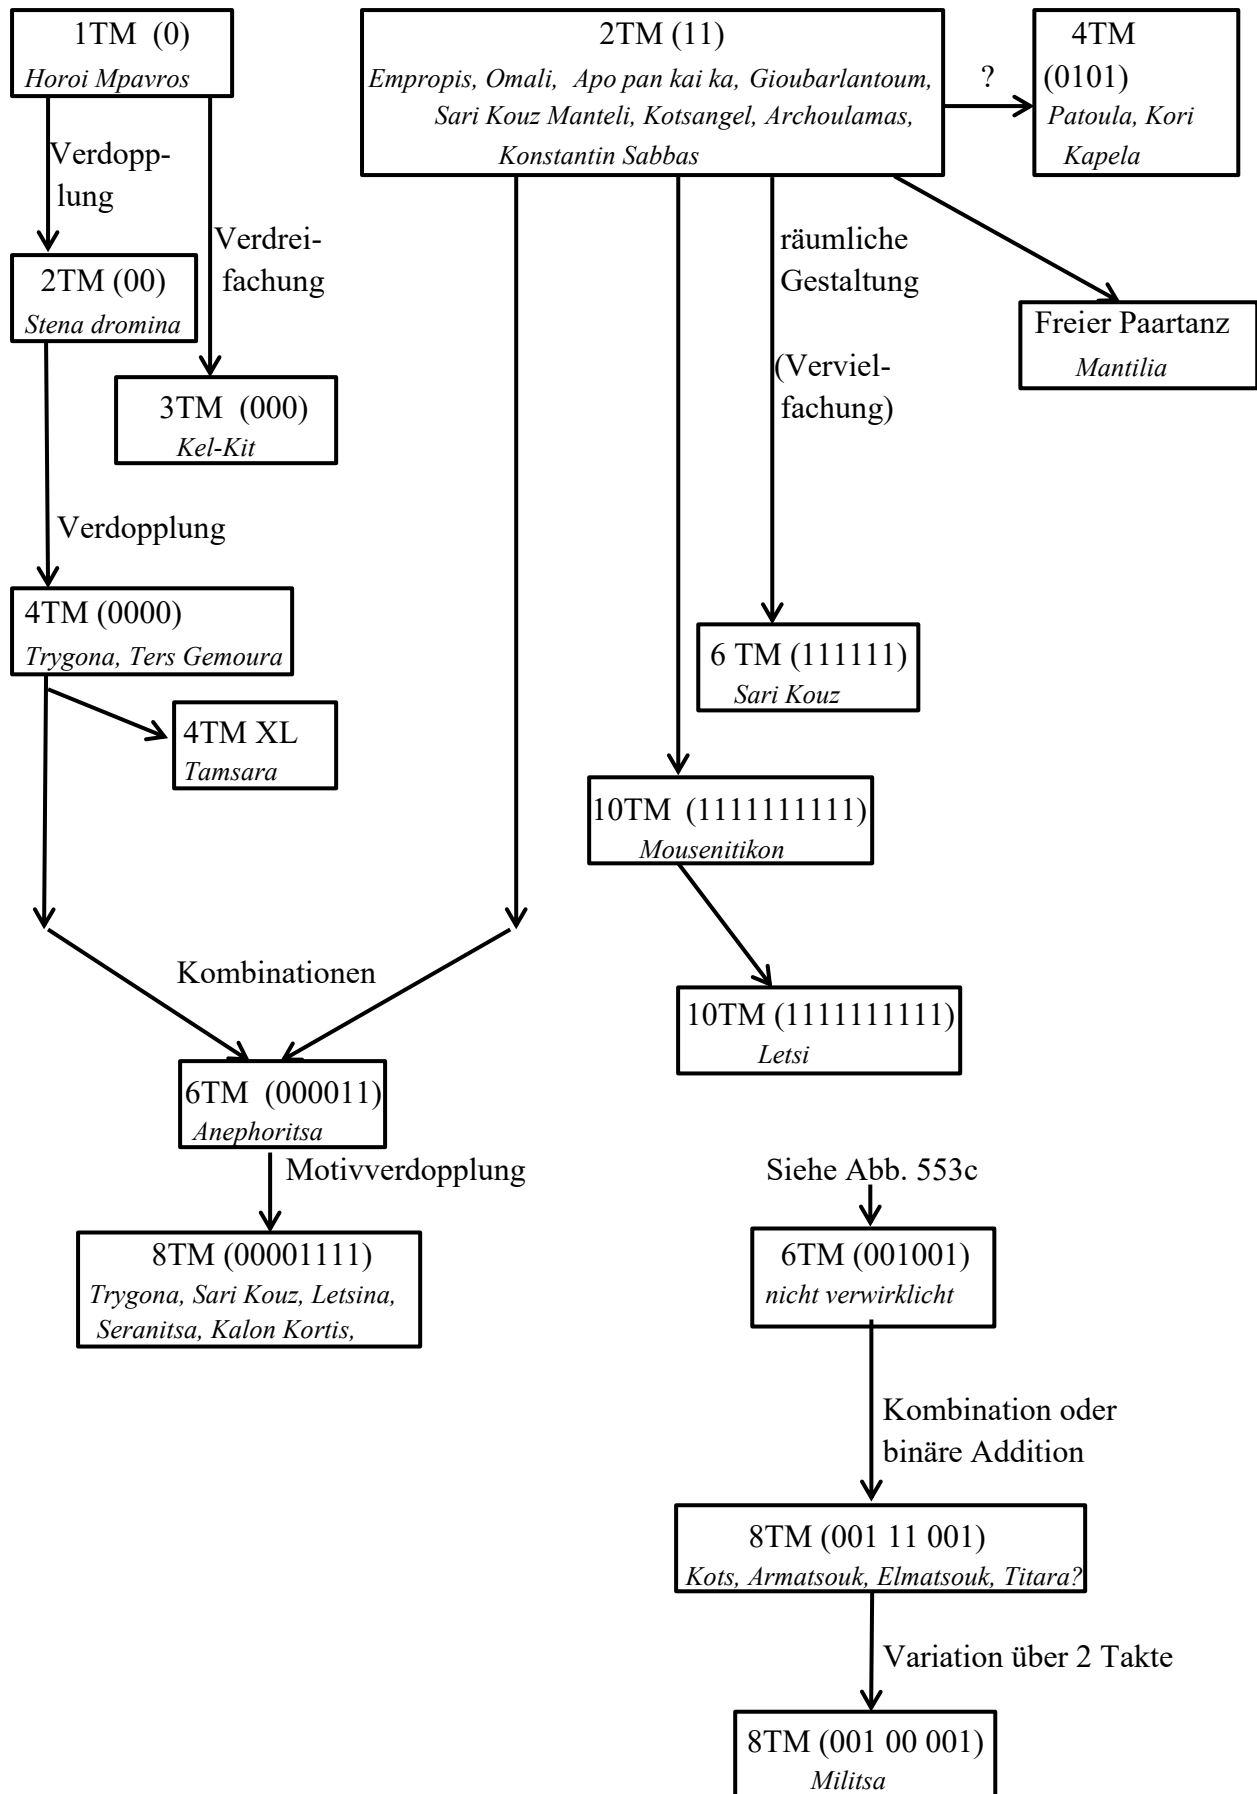 1TM (0)
Horoi Mpavros
2TM (11)
Empropis, Omali, Apo pan kai ka, Gioubarlantoum,
Sari Kouz Manteli, Kotsangel, Archoulamas,
Konstantin Sabbas
?
4TM
(0101)
Patoula, Kori
Kapela
Verdopp-
lung
Verdrei-
fachung
räumliche
Gestaltung
(Verviel-
fachung)
2TM (00)
Stena dromina
Freier Paartanz
Mantilia
3TM (000)
Kel-Kit
Verdopplung
4TM (0000)
Trygona, Ters Gemoura
6 TM (111111)
Sari Kouz
4TM XL
Tamsara
10TM (1111111111)
Mousenitikon
Kombinationen
10TM (1111111111)
Letsi
6TM (000011)
Anephoritsa
Motivverdopplung
Siehe Abb. 553c
8TM (00001111)
Trygona, Sari Kouz, Letsina,
Seranitsa, Kalon Kortis,
6TM (001001)
nicht verwirklicht
Kombination oder
binäre Addition
8TM (001 11 001)
Kots, Armatsouk, Elmatsouk, Titara?
Variation über 2 Takte
8TM (001 00 001)
Militsa